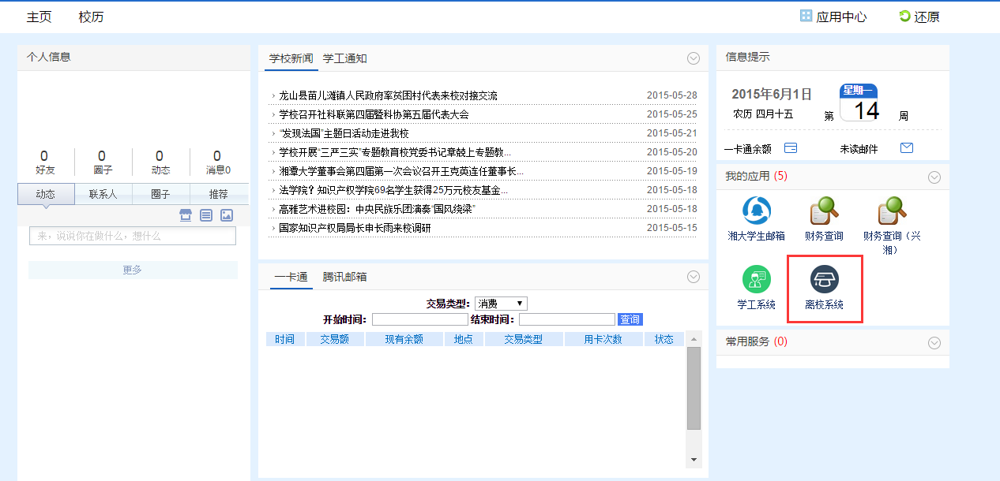 主页 校历 应用中心 还原
个人信息
0 0 0 0
好友 圈子 动态 消息0
动态 联系人 圈子 推荐
来，说说你在做什么，想什么
更多
学校新闻 学工通知
龙山县苗儿滩镇人民政府率贫困村代表来校对接交流 2015-05-28
学校召开社科联第四届暨科协第五届代表大会 2015-05-25
“发现法国”主题日活动走进我校 2015-05-21
学校开展“三严三实”专题教育校党委书记章兢上专题教... 2015-05-20
湘潭大学董事会第四届第一次会议召开王克英连任董事长... 2015-05-19
法学院？知识产权学院69名学生获得25万元校友基金... 2015-05-18
高雅艺术进校园：中央民族乐团演奏“国风绕梁” 2015-05-18
国家知识产权局局长申长雨来校调研 2015-05-15
一卡通 腾讯邮箱
交易类型： 消费
开始时间： 结束时间： 查询
时间 交易额 现有余额 地点 交易类型 用卡次数 状态
信息提示
2015年6月1日 星期一
农历 四月十五 第 14 周
一卡通余额 未读邮件
我的应用 (5)
湘大学生邮箱 财务查询 财务查询（兴
湘）
学工系统 离校系统
常用服务 (0)